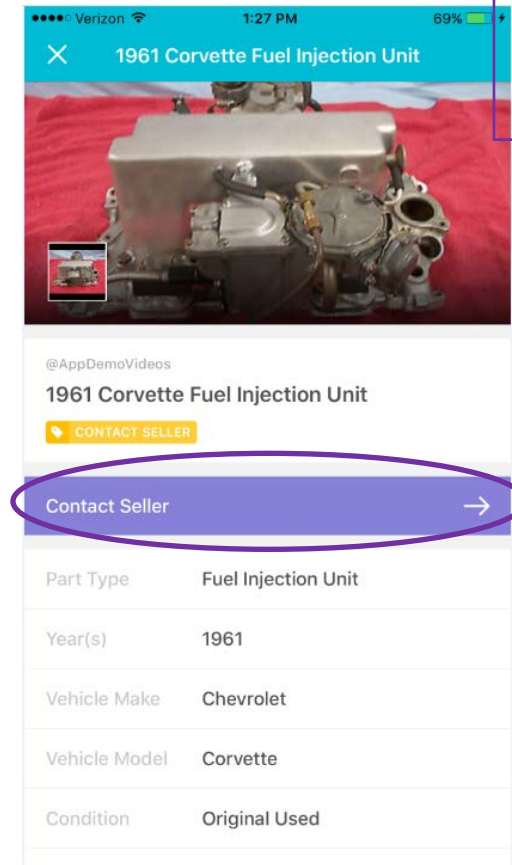 Verizon 1:27 PM 69%
1961 Corvette Fuel Injection Unit
@AppDemoVideos
1961 Corvette Fuel Injection Unit
CONTACT SELLER
Contact Seller
Part Type Fuel Injection Unit
Year(s) 1961
Vehicle Make Chevrolet
Vehicle Model Corvette
Condition Original Used